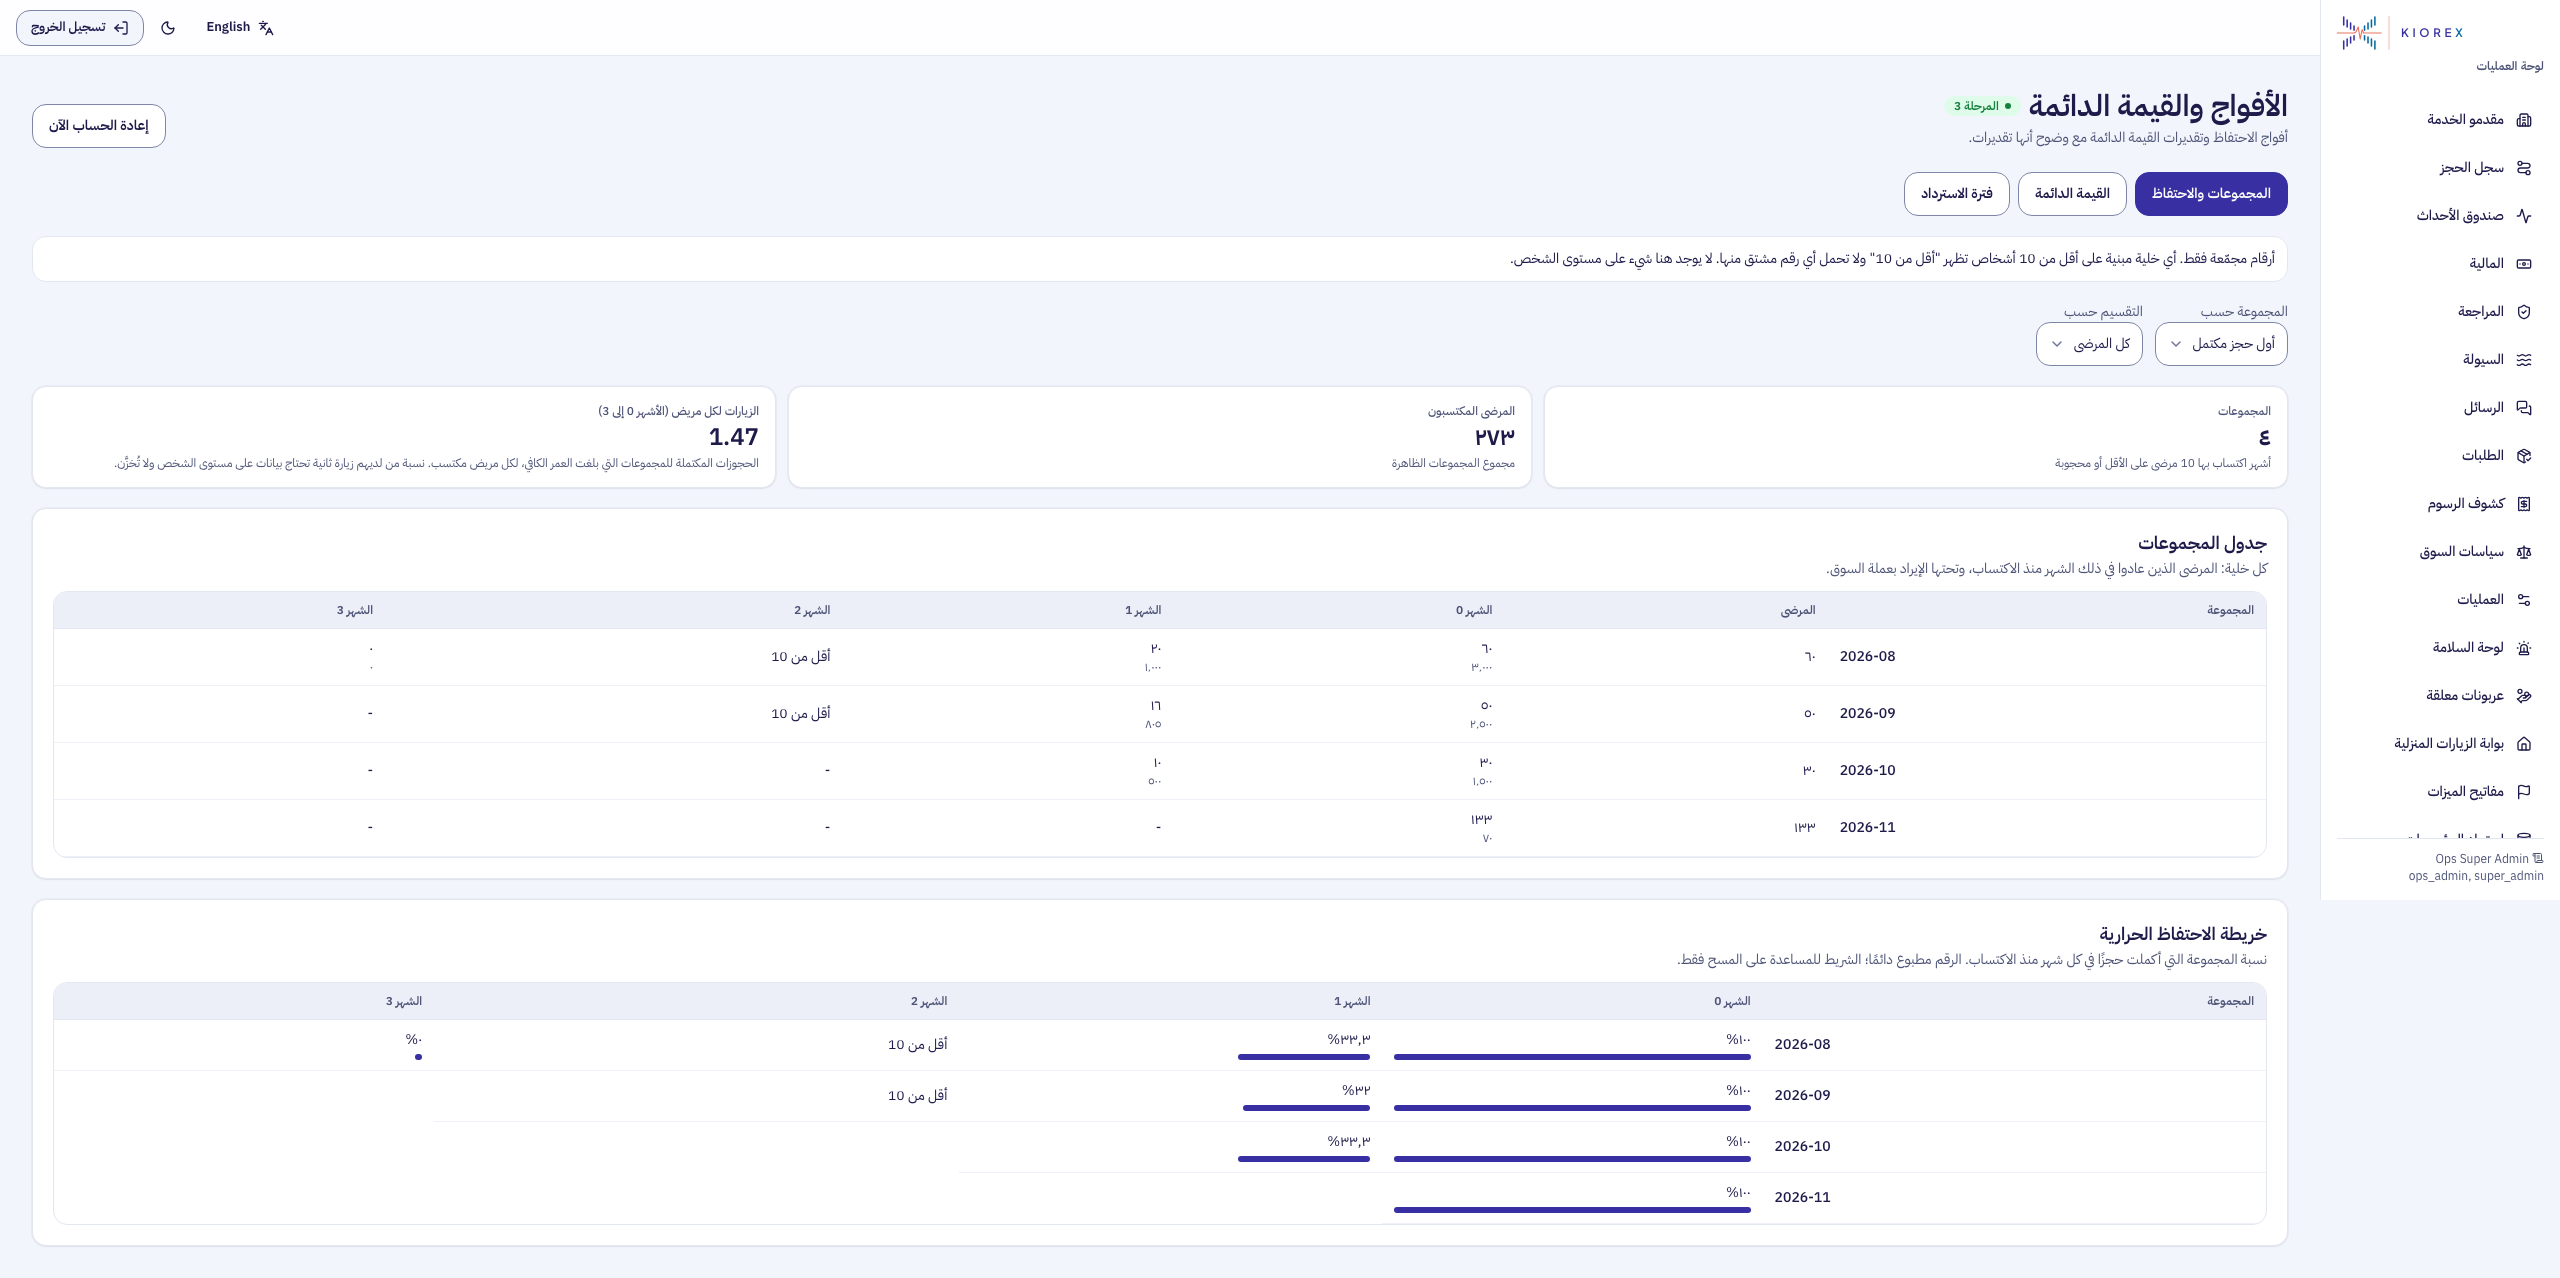 KIOREX
لوحة العمليات
مقدمو الخدمة
سجل الحجز
صندوق الأحداث
المالية
المراجعة
السيولة
الرسائل
الطلبات
كشوف الرسوم
سياسات السوق
العمليات
لوحة السلامة
عربونات معلقة
بوابة الزيارات المنزلية
مفاتيح الميزات
Ops Super Admin
ops_admin, super_admin
English
تسجيل الخروج
الأفواج والقيمة الدائمة المرحلة 3
أفواج الاحتفاظ وتقديرات القيمة الدائمة مع وضوح أنها تقديرات.
إعادة الحساب الآن
المجموعات والاحتفاظ القيمة الدائمة فترة الاسترداد
أرقام مجمّعة فقط. أي خلية مبنية على أقل من 10 أشخاص تظهر "أقل من 10" ولا تحمل أي رقم مشتق منها. لا يوجد هنا شيء على مستوى الشخص.
المجموعة حسب التقسيم حسب
أول حجز مكتمل كل المرضى
المجموعات
٤
أشهر اكتساب بها 10 مرضى على الأقل أو محجوبة
المرضى المكتسبون
٢٧٣
مجموع المجموعات الظاهرة
الزيارات لكل مريض (الأشهر 0 إلى 3)
1.47
الحجوزات المكتملة للمجموعات التي بلغت العمر الكافي، لكل مريض مكتسب. نسبة من لديهم زيارة ثانية تحتاج بيانات على مستوى الشخص ولا تُخزَّن.
جدول المجموعات
كل خلية: المرضى الذين عادوا في ذلك الشهر منذ الاكتساب، وتحتها الإيراد بعملة السوق.
المجموعة المرضى الشهر 0 الشهر 1 الشهر 2 الشهر 3
2026-08 ٦٠ ٦٠ ٢٠ أقل من 10 ٠
٣٬٠٠٠ ١٬٠٠٠ ٠
2026-09 ٥٠ ٥٠ ١٦ أقل من 10 -
٢٬٥٠٠ ٨٠٥
2026-10 ٣٠ ٣٠ ١٠ - -
١٬٥٠٠ ٥٠٠
2026-11 ١٣٣ ١٣٣ - - -
٧٠
خريطة الاحتفاظ الحرارية
نسبة المجموعة التي أكملت حجزًا في كل شهر منذ الاكتساب. الرقم مطبوع دائمًا؛ الشريط للمساعدة على المسح فقط.
المجموعة الشهر 0 الشهر 1 الشهر 2 الشهر 3
2026-08 ١٠٠% ٣٣٫٣% أقل من 10 ٠%
2026-09 ١٠٠% ٣٢% أقل من 10
2026-10 ١٠٠% ٣٣٫٣%
2026-11 ١٠٠%